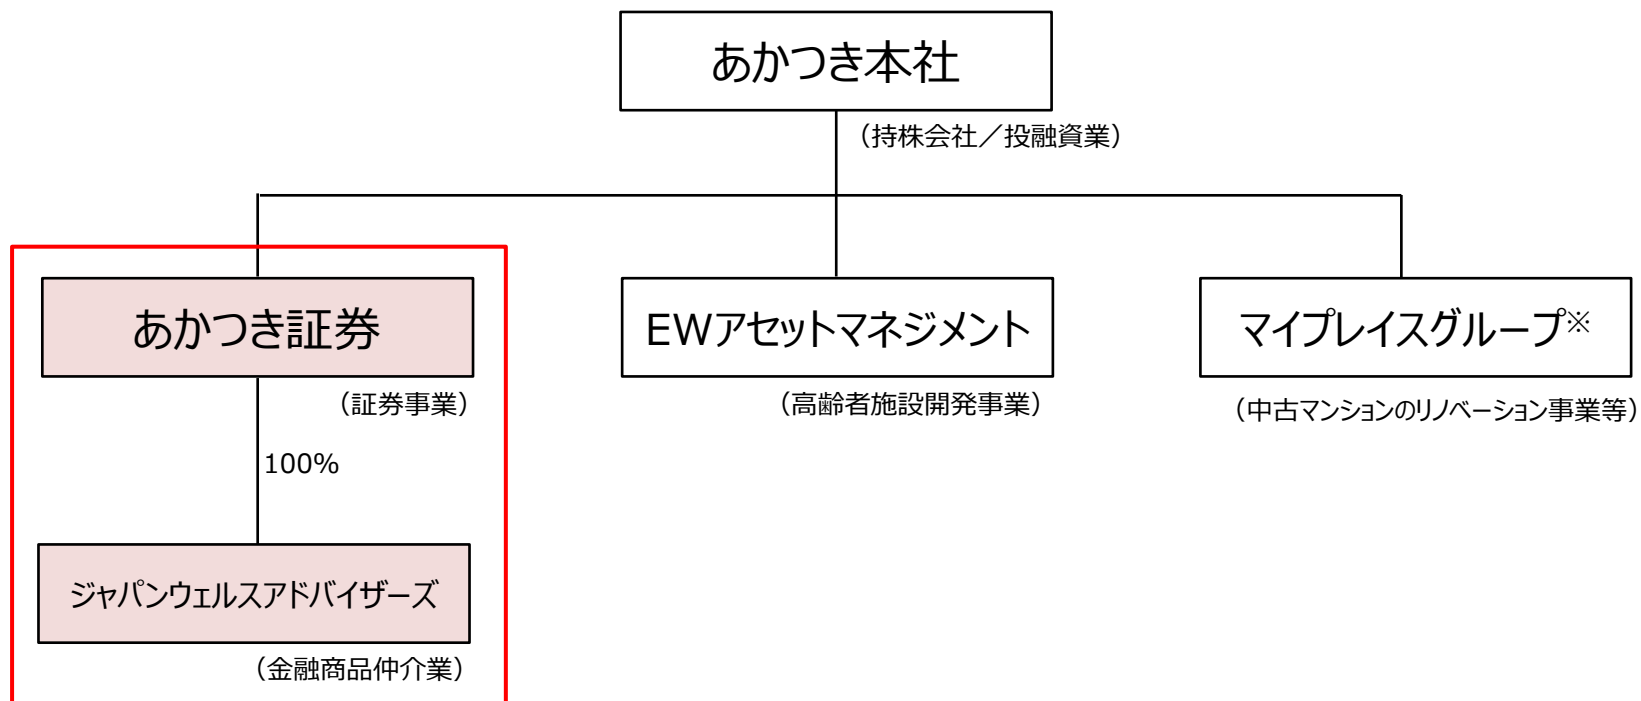 あかつき本社
（持株会社／投融資業）
あかつき証券
（証券事業）
100%
ジャパンウェルスアドバイザーズ
（金融商品仲介業）
EWアセットマネジメント
（高齢者施設開発事業）
マイプレイスグループ※
（中古マンションのリノベーション事業等）